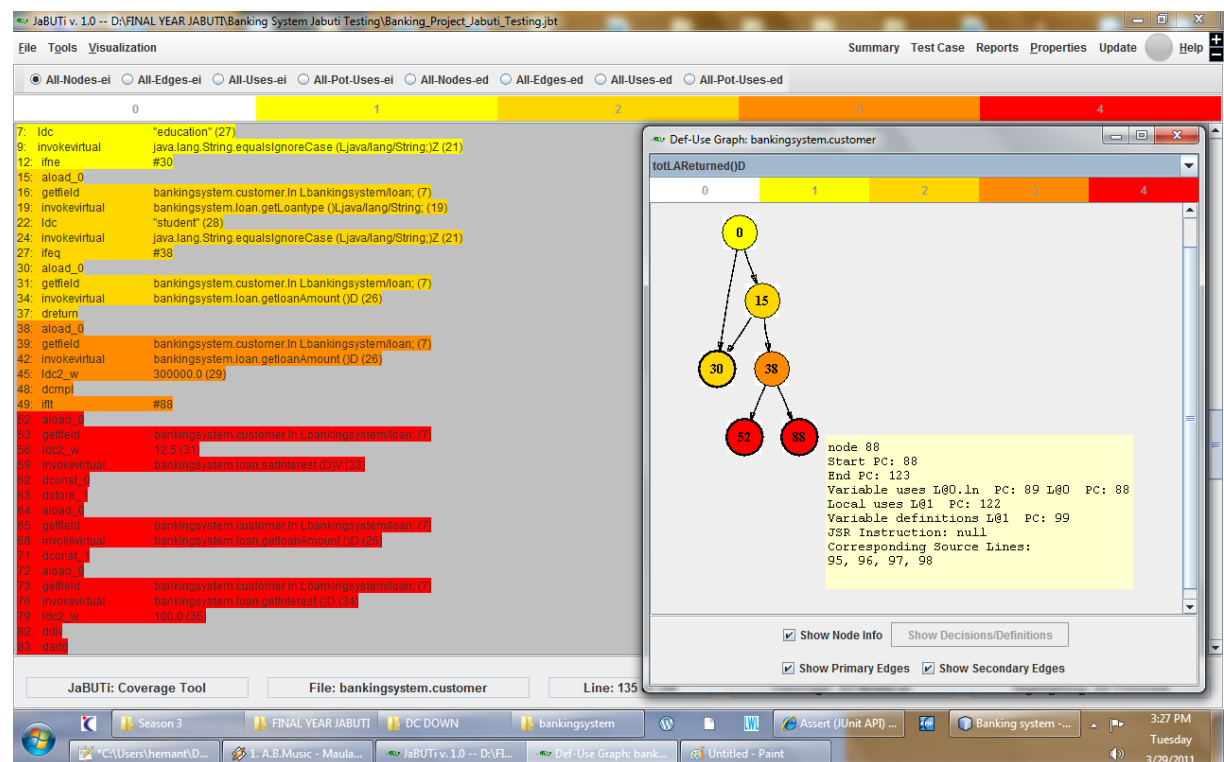 JaBUTi v. 1.0 -- D:\FINAL YEAR JABUTI\Banking System Jabuti Testing\Banking_Project_Jabuti_Testing.jbt
File Tools Visualization Summary Test Case Reports Properties Update Help
All-Nodes-ei All-Edges-ei All-Uses-ei All-Pot-Uses-ei All-Nodes-ed All-Edges-ed All-Uses-ed All-Pot-Uses-ed
0 1 2 3 4
7: ldc "education" (27)
9: invokevirtual java.lang.String.equalsIgnoreCase (Ljava/lang/String;)Z (21)
12: ifne #30
15: aload_0
16: getfield bankingsystem.customer.ln Lbankingsystem/loan; (7)
19: invokevirtual bankingsystem.loan.getLoantype ()Ljava/lang/String; (19)
22: ldc "student" (28)
24: invokevirtual java.lang.String.equalsIgnoreCase (Ljava/lang/String;)Z (21)
27: ifeq #38
30: aload_0
31: getfield bankingsystem.customer.ln Lbankingsystem/loan; (7)
34: invokevirtual bankingsystem.loan.getloanAmount ()D (26)
37: dreturn
38: aload_0
39: getfield bankingsystem.customer.ln Lbankingsystem/loan; (7)
42: invokevirtual bankingsystem.loan.getloanAmount ()D (26)
45: ldc2_w 300000.0 (29)
48: dcmpl
49: iflt #88
52: aload_0
53: getfield bankingsystem.customer.ln Lbankingsystem/loan; (7)
56: ldc2_w 12.5 (31)
59: invokevirtual bankingsystem.loan.setInterest (D)V (33)
62: dconst_0
63: dstore_1
64: aload_0
65: getfield bankingsystem.customer.ln Lbankingsystem/loan; (7)
68: invokevirtual bankingsystem.loan.getloanAmount ()D (26)
71: dconst_1
72: aload_0
73: getfield bankingsystem.customer.ln Lbankingsystem/loan; (7)
76: invokevirtual bankingsystem.loan.getInterest ()D (34)
79: ldc2_w 100.0 (35)
82: ddiv
83: dadd
Def-Use Graph: bankingsystem.customer
totLAReturned()D
0 1 2 3 4
0
15
30 38
52 88
node 88
Start PC: 88
End PC: 123
Variable uses L@0.ln PC: 89 L@0 PC: 88
Local uses L@1 PC: 122
Variable definitions L@1 PC: 99
JSR Instruction: null
Corresponding Source Lines:
95, 96, 97, 98
Show Node Info Show Decisions/Definitions
Show Primary Edges Show Secondary Edges
JaBUTi: Coverage Tool File: bankingsystem.customer Line: 135
Season 3 FINAL YEAR JABUTI DC DOWN bankingsystem Assert (JUnit API) ... Banking system -... 3:27 PM
Tuesday
"C:\Users\hemant\D... 1. A.B.Music - Maula... JaBUTi v. 1.0 -- D:\FI... Def-Use Graph: bank... Untitled - Paint
3/29/2011